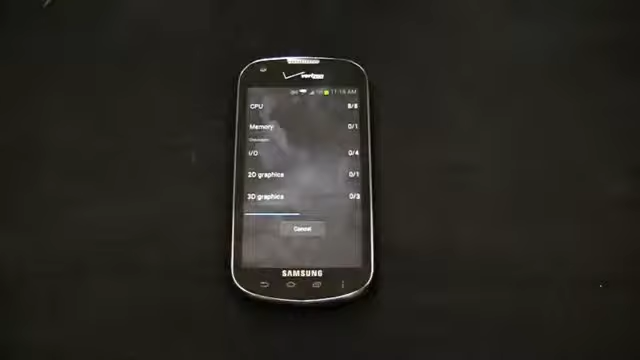 verizon
11:16 AM
CPU 8/8
Memory 0/1
I/O 0/4
2D graphics 0/1
3D graphics 0/3
Cancel
SAMSUNG